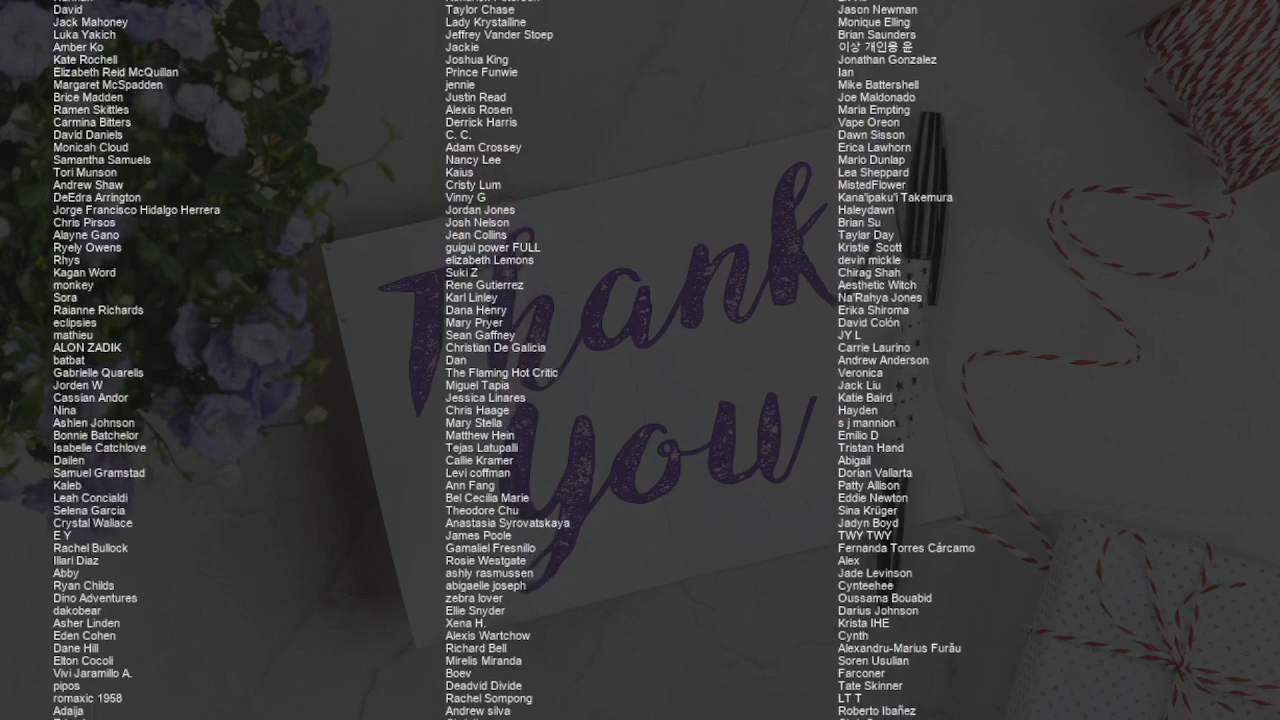 David
Jack Mahoney
Luka Yakich
Amber Ko
Kate Rochell
Elizabeth Reid McQuillan
Margaret McSpadden
Brice Madden
Ramen Skittles
Carmina Bitters
David Daniels
Monicah Cloud
Samantha Samuels
Tori Munson
Andrew Shaw
DeEdra Arrington
Jorge Francisco Hidalgo Herrera
Chris Pirsos
Alayne Gano
Ryely Owens
Rhys
Kagan Word
monkey
Sora
Raianne Richards
eclipsies
mathieu
ALON ZADIK
batbat
Gabrielle Quarells
Jorden W
Cassian Andor
Nina
Ashlen Johnson
Bonnie Batchelor
Isabelle Catchlove
Dailen
Samuel Gramstad
Kaleb
Leah Concialdi
Selena Garcia
Crystal Wallace
E Y
Rachel Bullock
Illari Diaz
Abby
Ryan Childs
Dino Adventures
dakobear
Asher Linden
Eden Cohen
Dane Hill
Elton Cocoli
Vivi Jaramillo A.
pipos
romaxic 1958
Adaija
Taylor Chase
Lady Krystalline
Jeffrey Vander Stoep
Jackie
Joshua King
Prince Funwie
jennie
Justin Read
Alexis Rosen
Derrick Harris
C. C.
Adam Crossey
Nancy Lee
Kaius
Cristy Lum
Vinny G
Jordan Jones
Josh Nelson
Jean Collins
guigui power FULL
elizabeth Lemons
Suki Z
Rene Gutierrez
Karl Linley
Dana Henry
Mary Pryer
Sean Gaffney
Christian De Galicia
Dan
The Flaming Hot Critic
Miguel Tapia
Jessica Linares
Chris Haage
Mary Stella
Matthew Hein
Tejas Latupalli
Callie Kramer
Levi coffman
Ann Fang
Bel Cecilia Marie
Theodore Chu
Anastasia Syrovatskaya
James Poole
Gamaliel Fresnillo
Rosie Westgate
ashly rasmussen
abigaelle joseph
zebra lover
Ellie Snyder
Xena H.
Alexis Wartchow
Richard Bell
Mirelis Miranda
Boev
Deadvid Divide
Rachel Sompong
Andrew silva
Jason Newman
Monique Elling
Brian Saunders
이상 개인용 윤
Jonathan Gonzalez
Ian
Mike Battershell
Joe Maldonado
Maria Empting
Vape Oreon
Dawn Sisson
Erica Lawhorn
Mario Dunlap
Lea Sheppard
MistedFlower
Kana'ipaku'i Takemura
Haleydawn
Brian Su
Taylar Day
Kristie Scott
devin mickle
Chirag Shah
Aesthetic Witch
Na'Rahya Jones
Erika Shiroma
David Colón
JY L
Carrie Laurino
Andrew Anderson
Veronica
Jack Liu
Katie Baird
Hayden
s j mannion
Emilio D
Tristan Hand
Abigail
Dorian Vallarta
Patty Allison
Eddie Newton
Sina Krüger
Jadyn Boyd
TWY TWY
Fernanda Torres Cárcamo
Alex
Jade Levinson
Cynteehee
Oussama Bouabid
Darius Johnson
Krista IHE
Cynth
Alexandru-Marius Furău
Soren Usulian
Farconer
Tate Skinner
LT T
Roberto Ibañez
Thank
You